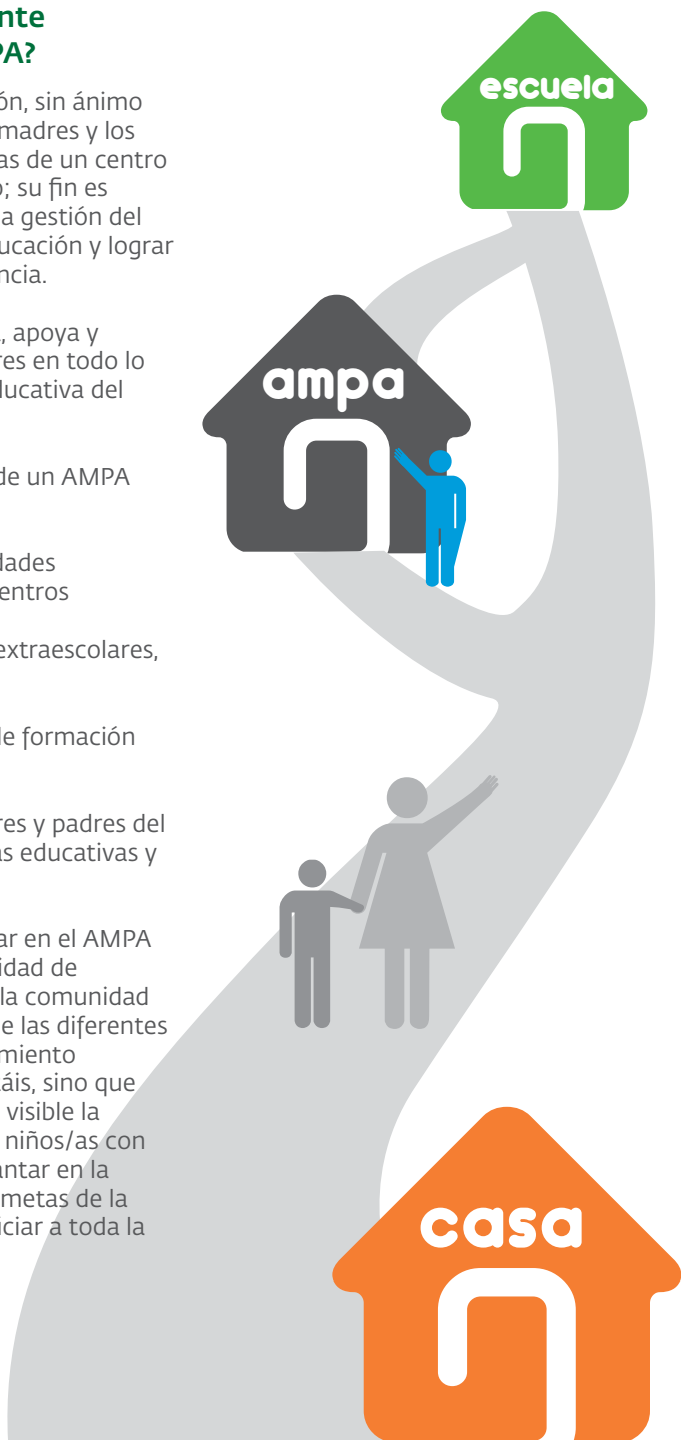 nte
PA?
ón, sin ánimo
madres y los
as de un centro
o; su fin es
a gestión del
ucación y lograr
ncia.
, apoya y
res en todo lo
ducativa del
de un AMPA
dades
entros
extraescolares,
de formación
res y padres del
as educativas y
ar en el AMPA
idad de
la comunidad
e las diferentes
miento
táis, sino que
visible la
niños/as con
antar en la
metas de la
iciar a toda la
escuela
ampa
casa